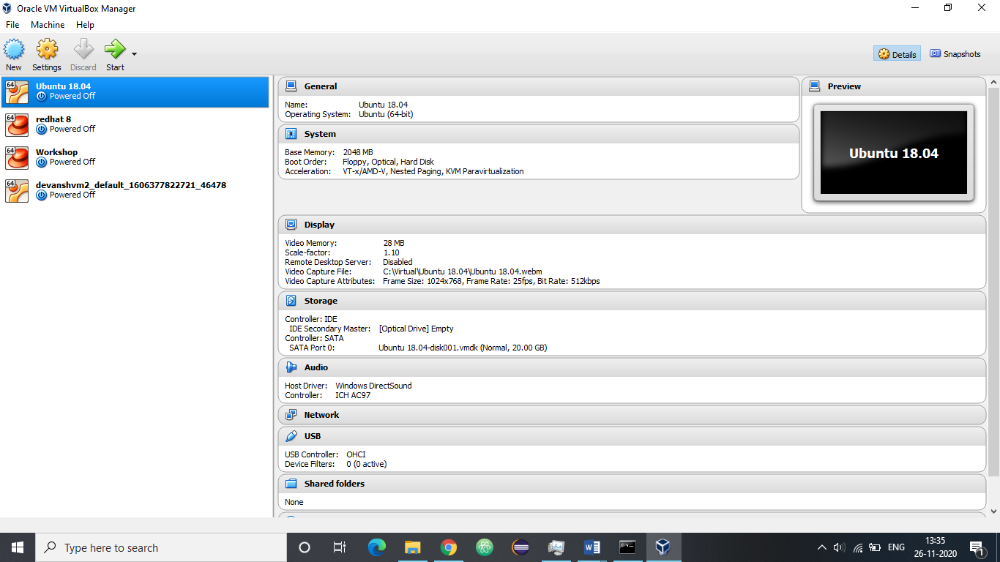 Oracle VM VirtualBox Manager
File Machine Help
New Settings Discard Start
Details Snapshots
64 Ubuntu 18.04
Powered Off
64 redhat 8
Powered Off
64 Workshop
Powered Off
64 devanshvm2_default_1606377822721_46478
Powered Off
General
Name: Ubuntu 18.04
Operating System: Ubuntu (64-bit)
System
Base Memory: 2048 MB
Boot Order: Floppy, Optical, Hard Disk
Acceleration: VT-x/AMD-V, Nested Paging, KVM Paravirtualization
Preview
Ubuntu 18.04
Display
Video Memory: 28 MB
Scale-factor: 1.10
Remote Desktop Server: Disabled
Video Capture File: C:\Virtual\Ubuntu 18.04\Ubuntu 18.04.webm
Video Capture Attributes: Frame Size: 1024x768, Frame Rate: 25fps, Bit Rate: 512kbps
Storage
Controller: IDE
IDE Secondary Master: [Optical Drive] Empty
Controller: SATA
SATA Port 0: Ubuntu 18.04-disk001.vmdk (Normal, 20.00 GB)
Audio
Host Driver: Windows DirectSound
Controller: ICH AC97
Network
USB
USB Controller: OHCI
Device Filters: 0 (0 active)
Shared folders
None
Type here to search
ENG
13:35
26-11-2020
1